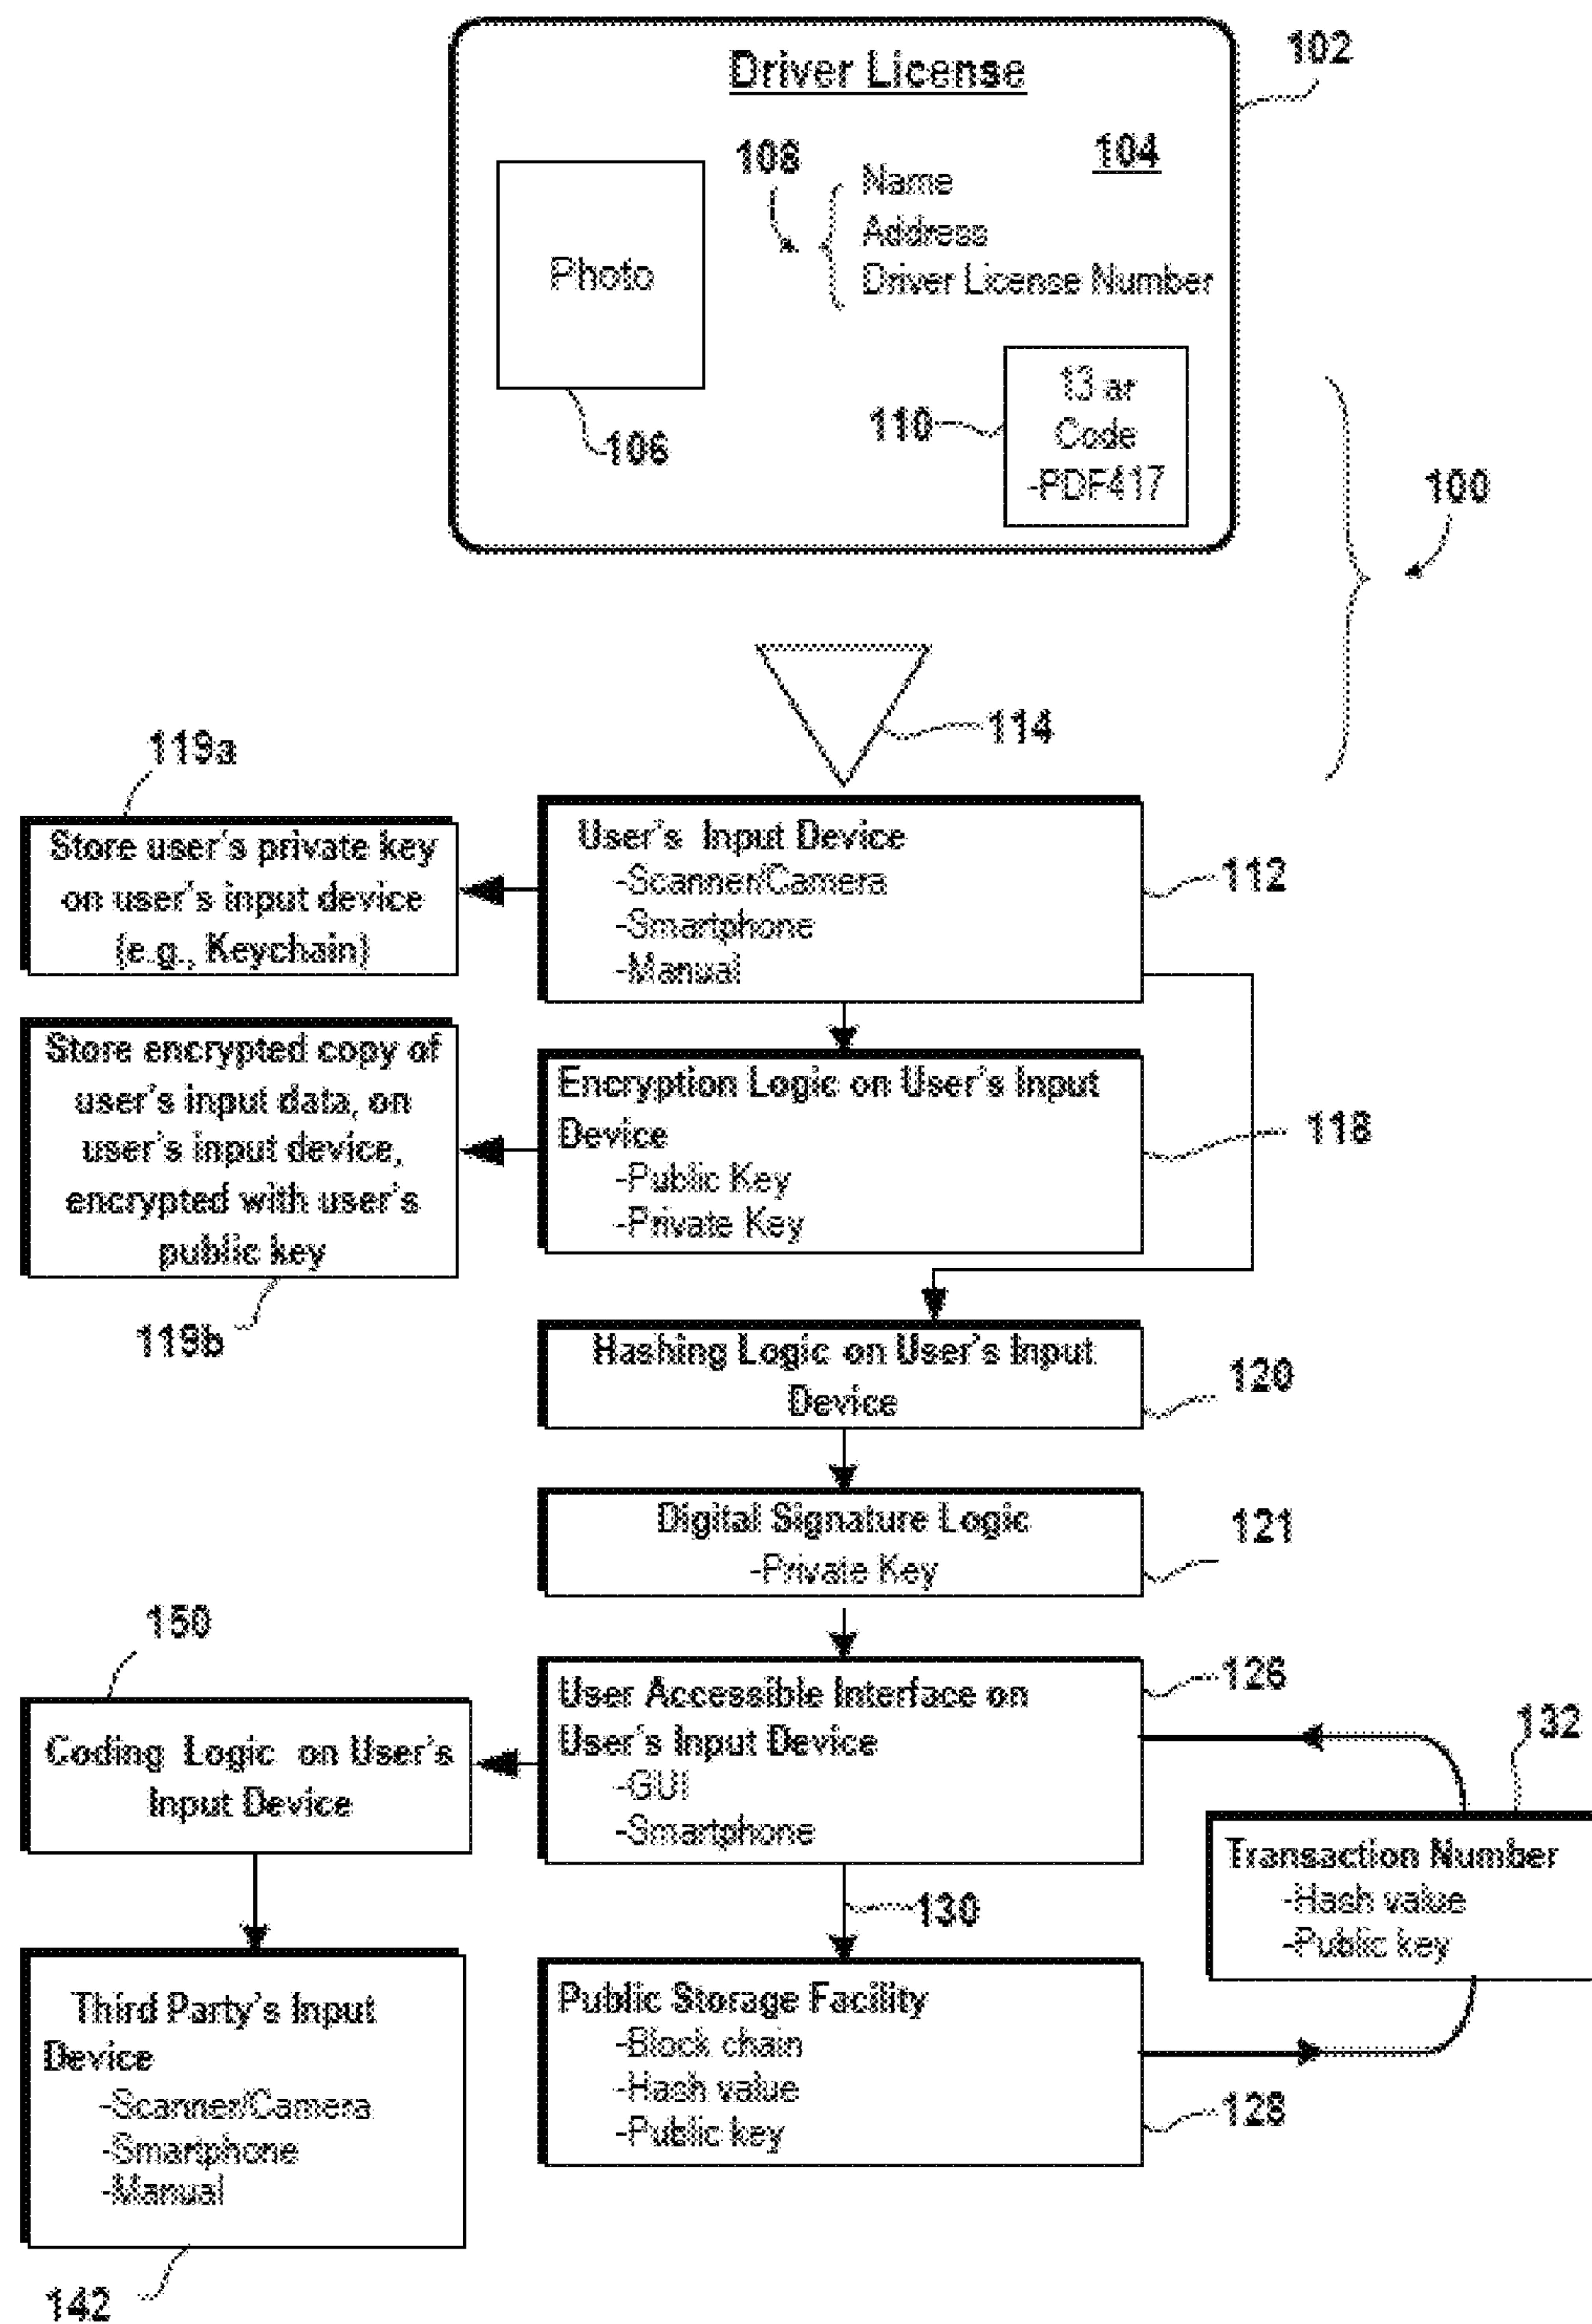 Driver License
102
104
108
Name
Address
Driver License Number
Photo
106
110
13 ar
Code
-PDF417
100
114
119a
Store user's private key
on user's input device
(e.g., Keychain)
User's Input Device
-Scanner/Camera
-Smartphone
-Manual
112
Store encrypted copy of
user's input data, on
user's input device,
encrypted with user's
public key
119b
Encryption Logic on User's Input
Device
-Public Key
-Private Key
118
Hashing Logic on User's Input
Device
120
Digital Signature Logic
-Private Key
121
150
Coding Logic on User's
Input Device
User Accessible Interface on
User's Input Device
-GUI
-Smartphone
126
132
Transaction Number
-Hash value
-Public key
130
Third Party's Input
Device
-Scanner/Camera
-Smartphone
-Manual
142
Public Storage Facility
-Block chain
-Hash value
-Public key
128